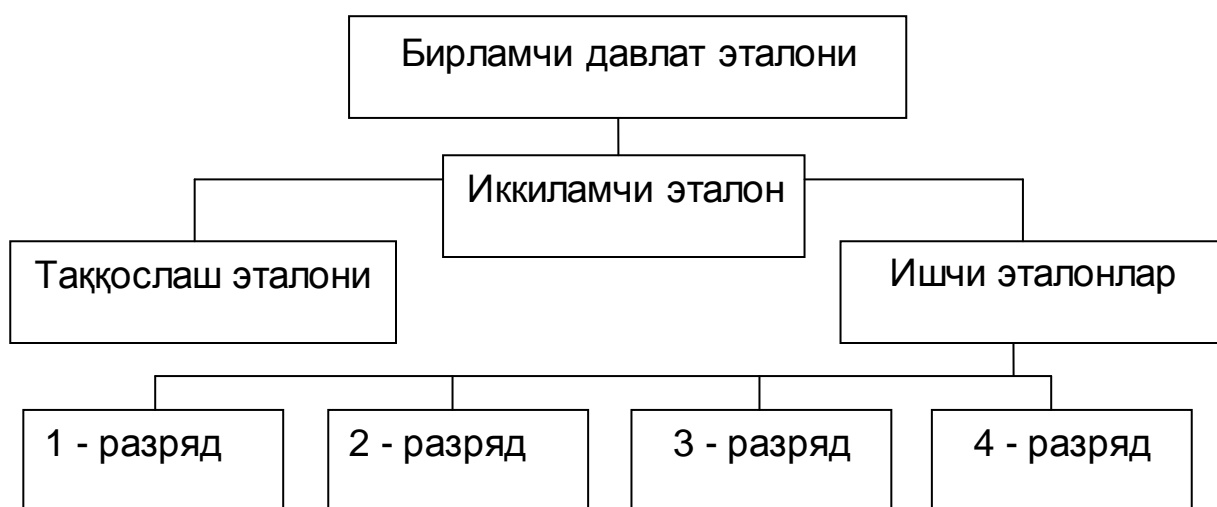 Бирламчи давлат эталони
Иккиламчи эталон
Таққослаш эталони
Ишчи эталонлар
1 - разряд
2 - разряд
3 - разряд
4 - разряд